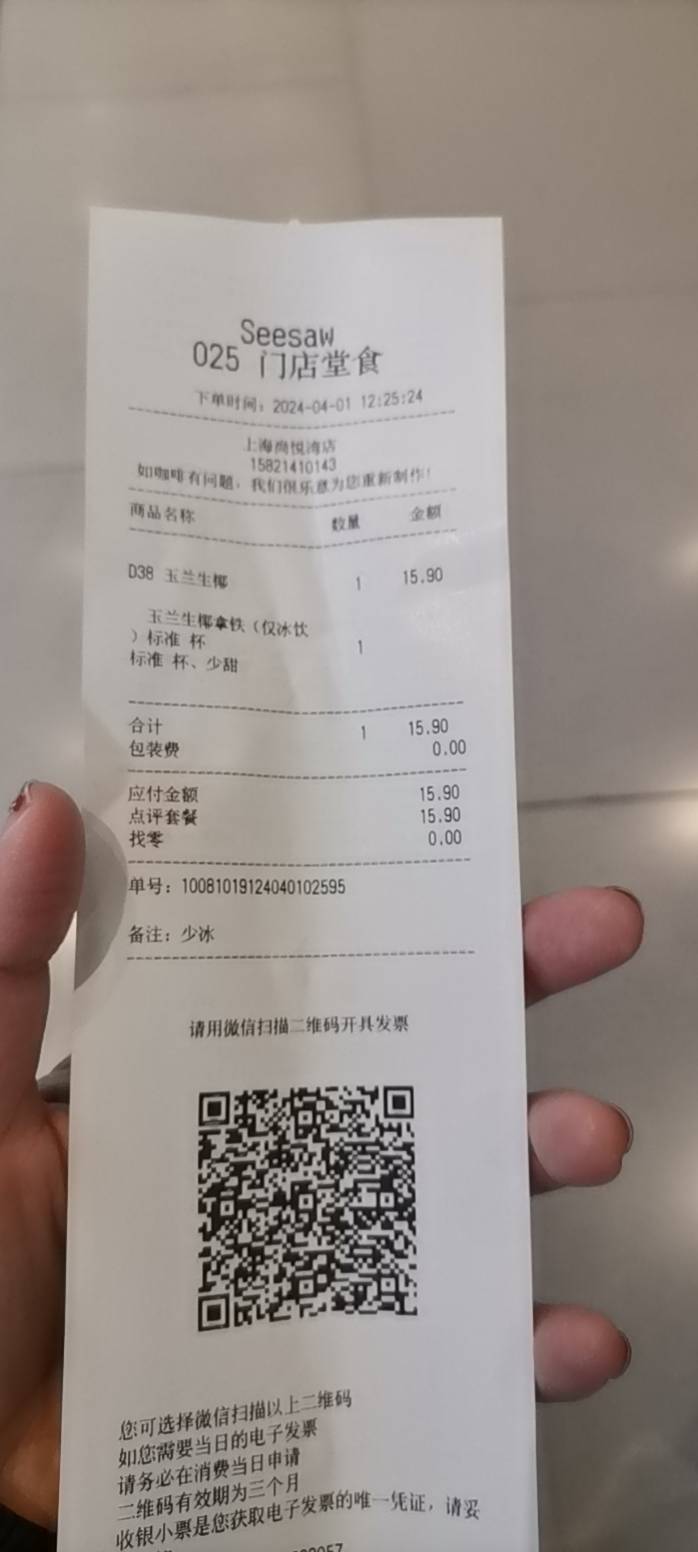 Seesaw
025 门店堂食
下单时间：2024-04-01 12:25:24
上海尚悦湾店
15821410143
如咖啡有问题，我们很乐意为您重新制作！
商品名称 数量 金额
D38 玉兰生椰 1 15.90
玉兰生椰拿铁（仅冰饮
）标准 杯 1
标准 杯、少甜
合计 1 15.90
包装费 0.00
应付金额 15.90
点评套餐 15.90
找零 0.00
单号：10081019124040102595
备注：少冰
请用微信扫描二维码开具发票
您可选择微信扫描以上二维码
如您需要当日的电子发票
请务必在消费当日申请
二维码有效期为三个月
收银小票是您获取电子发票的唯一凭证，请妥